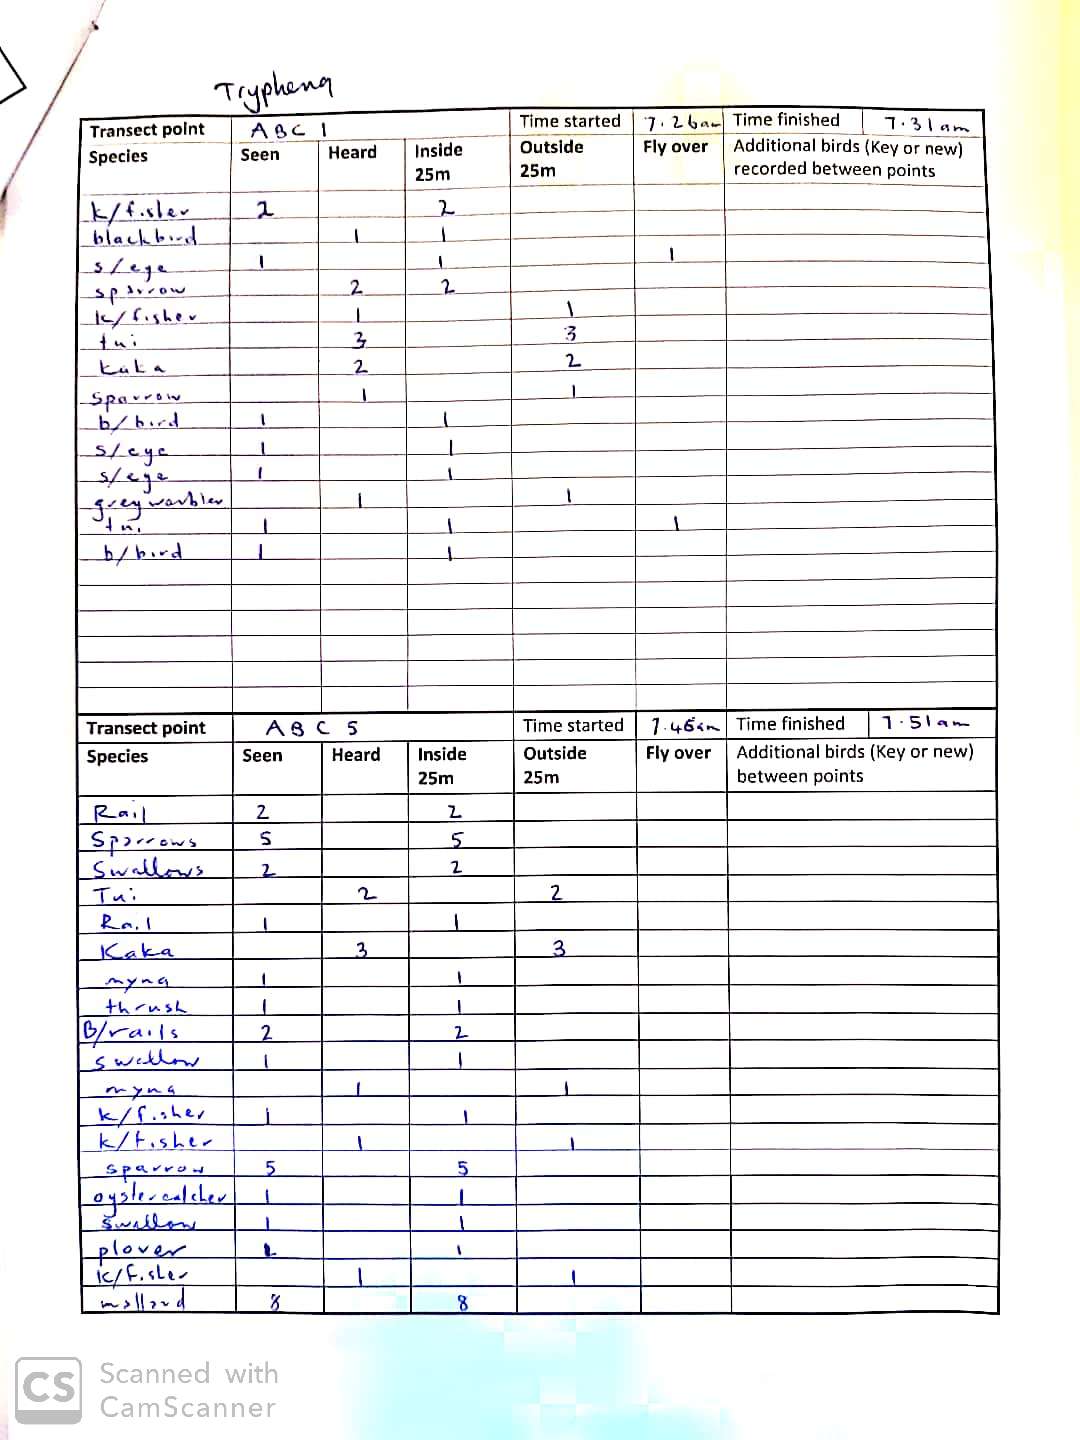 Tryphena
Transect point ABC 1 Time started 7.26am Time finished 7.31am
Species Seen Heard Inside 25m Outside 25m Fly over Additional birds (Key or new) recorded between points
k/fisher 2 2
blackbird 1 1
s/eye 1 1 1
sparrow 2 2
k/fisher 1 1
tui 3 3
kaka 2 2
Sparrow 1 1
b/bird 1 1
s/eye 1 1
s/eye 1 1
grey warbler 1 1
tui 1 1 1
b/bird 1 1
Transect point ABC 5 Time started 7.46am Time finished 7.51am
Species Seen Heard Inside 25m Outside 25m Fly over Additional birds (Key or new) between points
Rail 2 2
Sparrows 5 5
Swallows 2 2
Tui 2 2
Rail 1 1
Kaka 3 3
myna 1 1
thrush 1 1
B/rails 2 2
swallow 1 1
myna 1 1
k/fisher 1 1
k/fisher 1 1
sparrow 5 5
oystercatcher 1 1
swallow 1 1
plover 1 1
k/fisher 1 1
mallard 8 8
CS Scanned with
CamScanner